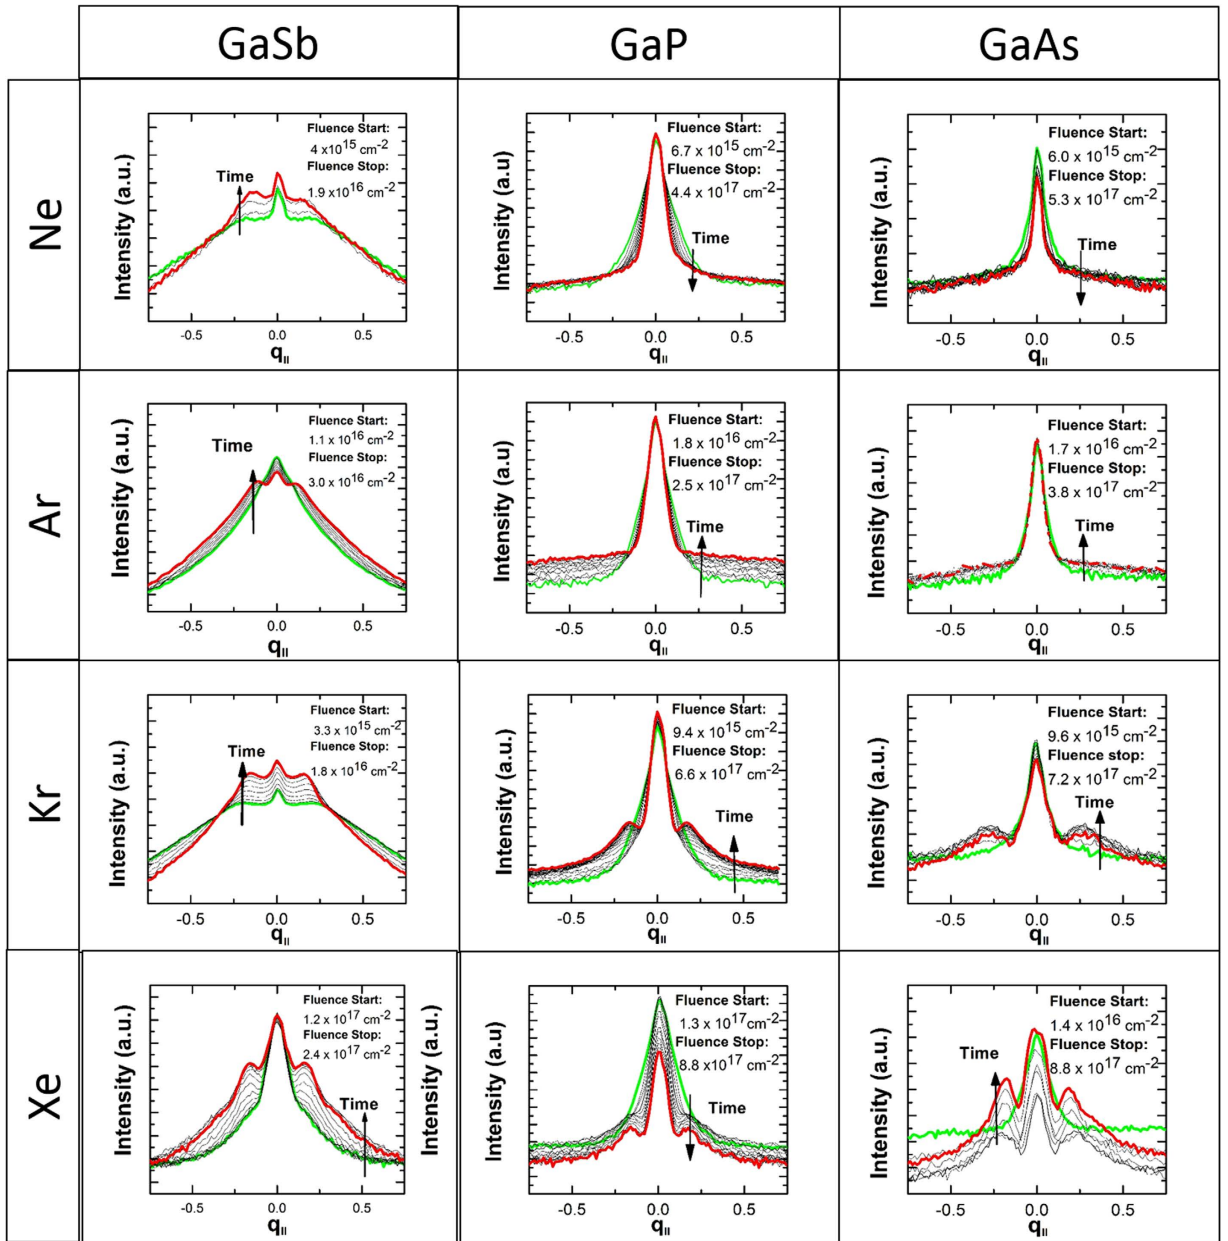 GaSb
GaP
GaAs
Ne
Intensity (a.u.)
Fluence Start:
4 x10^15 cm^-2
Fluence Stop:
1.9 x10^16 cm^-2
Time
-0.5 0.0 0.5
q_II
Intensity (a.u)
Fluence Start:
6.7 x 10^15 cm^-2
Fluence Stop:
4.4 x 10^17 cm^-2
Time
-0.5 0.0 0.5
q_II
Intensity (a.u.)
Fluence Start:
6.0 x 10^15 cm^-2
Fluence Stop:
5.3 x 10^17 cm^-2
Time
-0.5 0.0 0.5
q_II
Ar
Intensity (a.u.)
Fluence Start:
1.1 x 10^16 cm^-2
Fluence Stop:
3.0 x 10^16 cm^-2
Time
-0.5 0.0 0.5
q_II
Intensity (a.u)
Fluence Start:
1.8 x 10^16 cm^-2
Fluence Stop:
2.5 x 10^17 cm^-2
Time
-0.5 0.0 0.5
q_II
Intensity (a.u.)
Fluence Start:
1.7 x 10^16 cm^-2
Fluence Stop:
3.8 x 10^17 cm^-2
Time
-0.5 0.0 0.5
q_II
Kr
Intensity (a.u.)
Fluence Start:
3.3 x 10^15 cm^-2
Fluence Stop:
1.8 x 10^16 cm^-2
Time
-0.5 0.0 0.5
q_II
Intensity (a.u.)
Fluence Start:
9.4 x 10^15 cm^-2
Fluence Stop:
6.6 x 10^17 cm^-2
Time
-0.5 0.0 0.5
q_II
Intensity (a.u.)
Fluence Start:
9.6 x 10^15 cm^-2
Fluence stop:
7.2 x 10^17 cm^-2
Time
-0.5 0.0 0.5
q_II
Xe
Intensity (a.u.)
Fluence Start:
1.2 x 10^17 cm^-2
Fluence Stop:
2.4 x 10^17 cm^-2
Time
-0.5 0.0 0.5
q_II
Intensity (a.u.)
Intensity (a.u)
Fluence Start:
1.3 x 10^17 cm^-2
Fluence Stop:
8.8 x 10^17 cm^-2
Time
-0.5 0.0 0.5
q_II
Intensity (a.u.)
Fluence Start:
1.4 x 10^16 cm^-2
Fluence Stop:
8.8 x 10^17 cm^-2
Time
-0.5 0.0 0.5
q_II